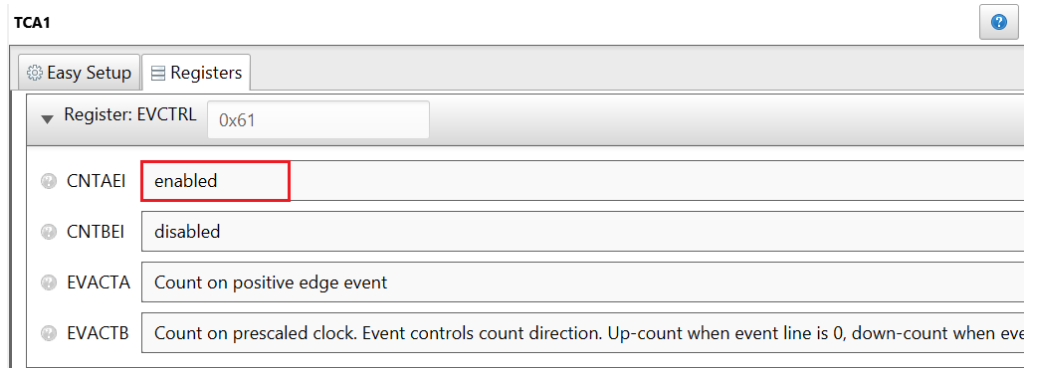 TCA1
Easy Setup Registers
Register: EVCTRL 0x61
CNTAEI enabled
CNTBEI disabled
EVACTA Count on positive edge event
EVACTB Count on prescaled clock. Event controls count direction. Up-count when event line is 0, down-count when eve